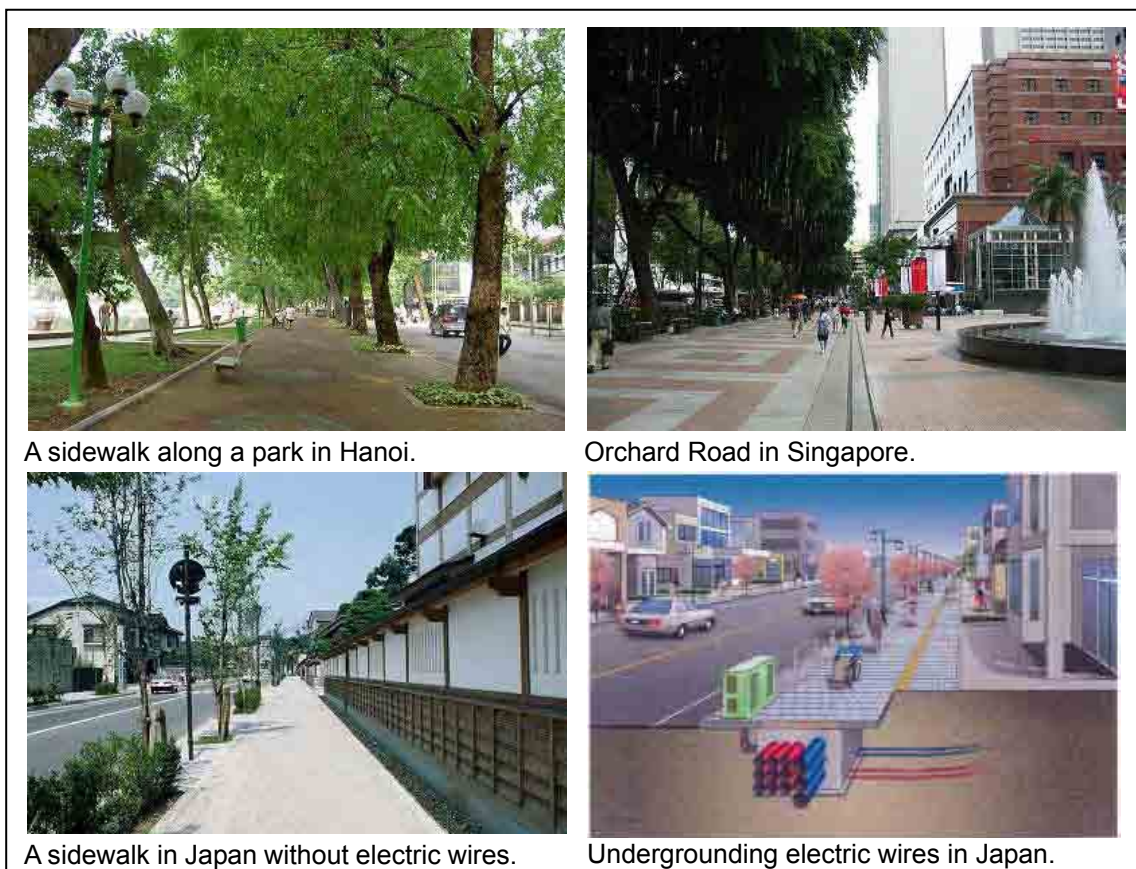 A sidewalk along a park in Hanoi.
Orchard Road in Singapore.
A sidewalk in Japan without electric wires.
Undergrounding electric wires in Japan.